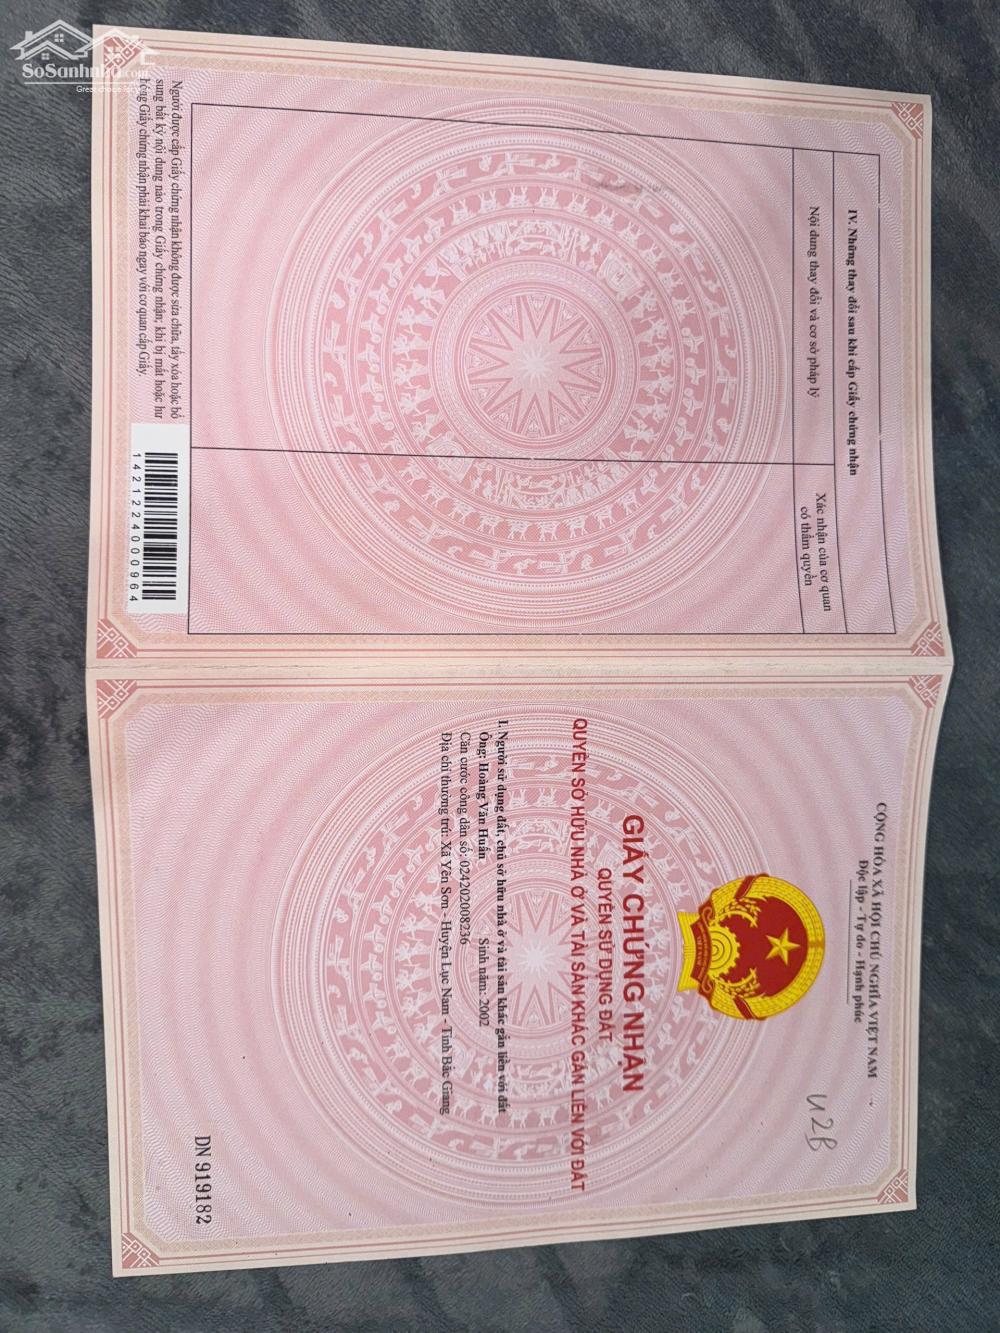 SoSanhnha.com
CỘNG HÒA XÃ HỘI CHỦ NGHĨA VIỆT NAM
Độc lập - Tự do - Hạnh phúc
U2B
GIẤY CHỨNG NHẬN
QUYỀN SỬ DỤNG ĐẤT
QUYỀN SỞ HỮU NHÀ Ở VÀ TÀI SẢN KHÁC GẮN LIỀN VỚI ĐẤT
I. Người sử dụng đất, chủ sở hữu nhà ở và tài sản khác gắn liền với đất
Ông: Hoàng Văn Huấn Sinh năm: 2002
Căn cước công dân số: 024202008236
Địa chỉ thường trú: Xã Yên Sơn - Huyện Lục Nam - Tỉnh Bắc Giang
DN 919182
IV. Những thay đổi sau khi cấp Giấy chứng nhận
Nội dung thay đổi và cơ sở pháp lý
Xác nhận của cơ quan
có thẩm quyền
Người được cấp Giấy chứng nhận không được sửa chữa, tẩy xóa hoặc bổ
sung bất kỳ nội dung nào trong Giấy chứng nhận; khi bị mất hoặc hư
hỏng Giấy chứng nhận phải khai báo ngay với cơ quan cấp Giấy.
1421224000964